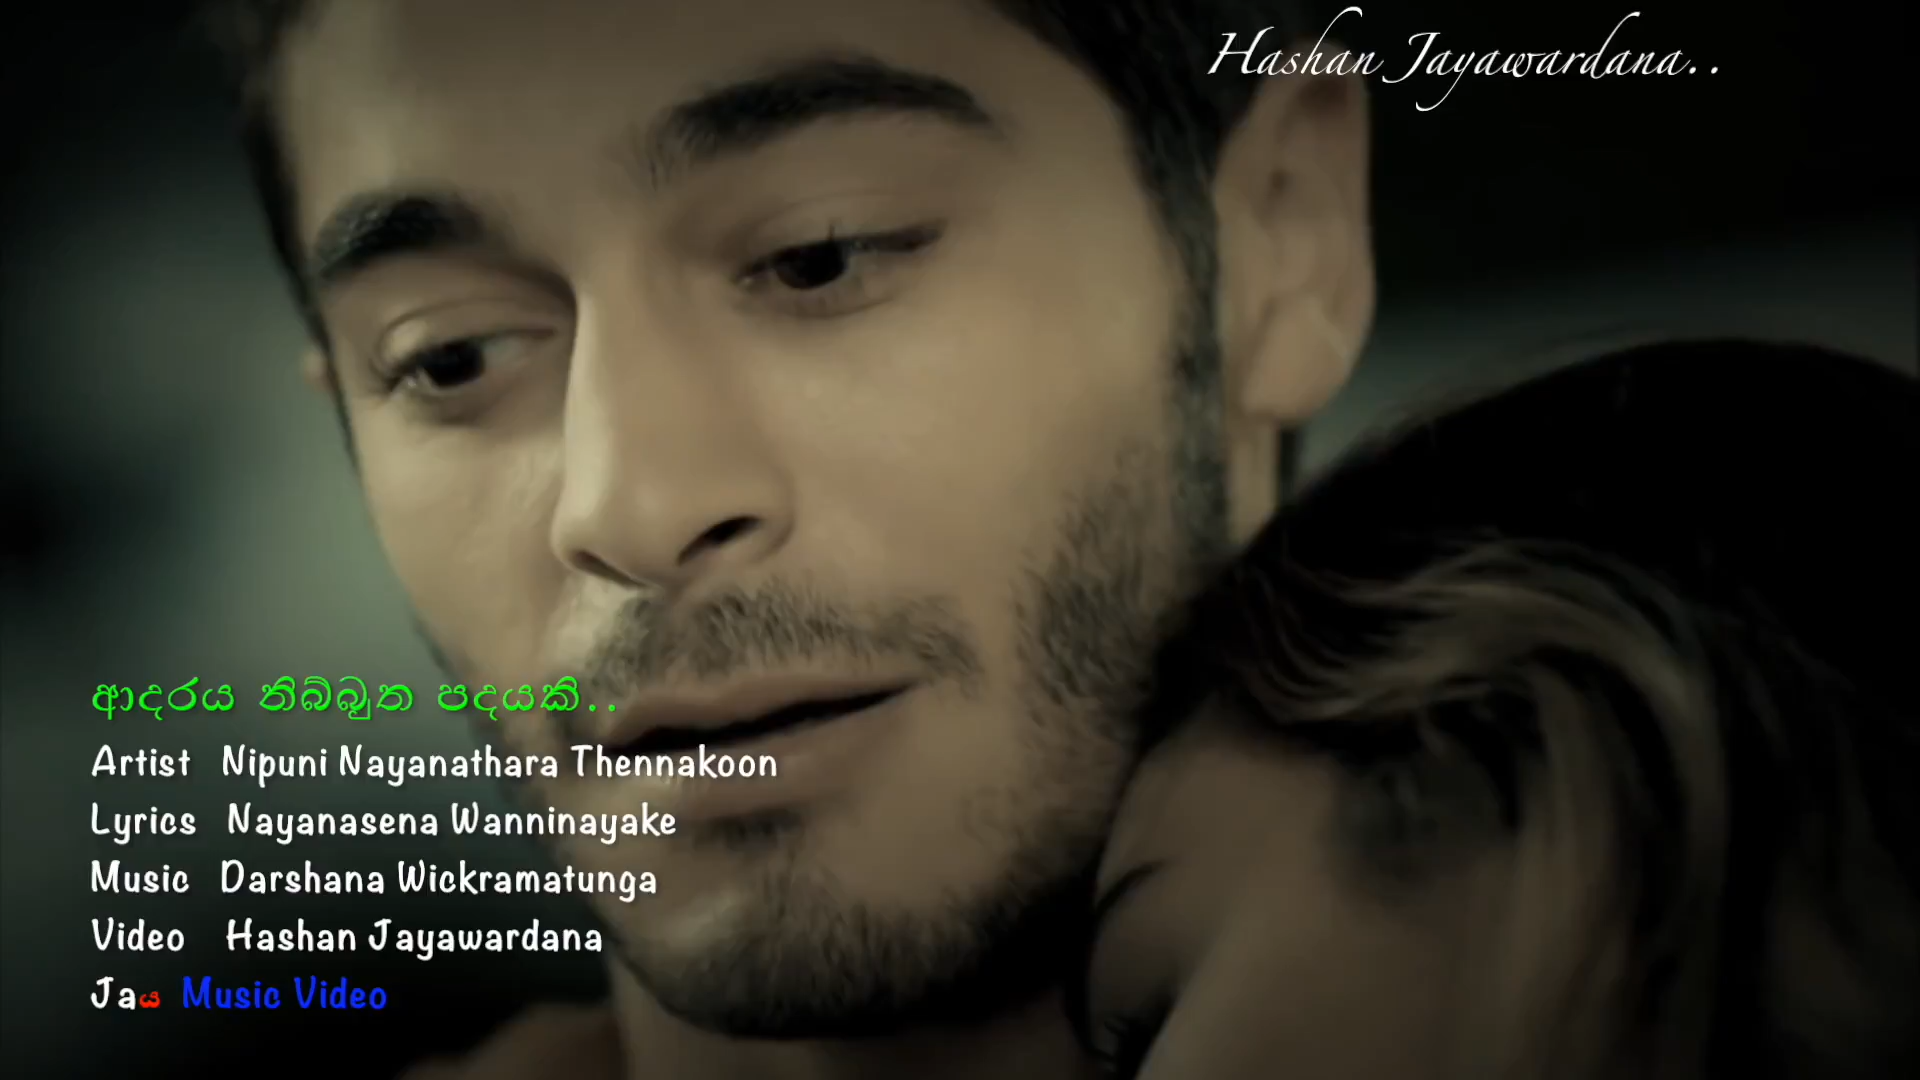 Hashan Jayawardana..
ආදරය නිබ්බුත පදයකි..
Artist Nipuni Nayanathara Thennakoon
Lyrics Nayanasena Wanninayake
Music Darshana Wickramatunga
Video Hashan Jayawardana
Jaය Music Video